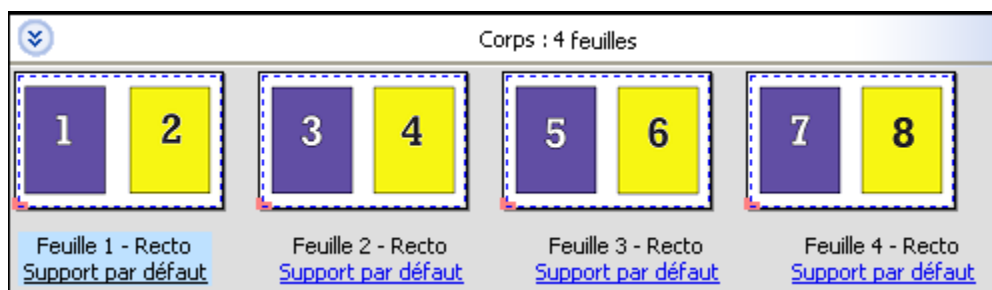 Corps : 4 feuilles
1 2 3 4 5 6 7 8
Feuille 1 - Recto Feuille 2 - Recto Feuille 3 - Recto Feuille 4 - Recto
Support par défaut Support par défaut Support par défaut Support par défaut